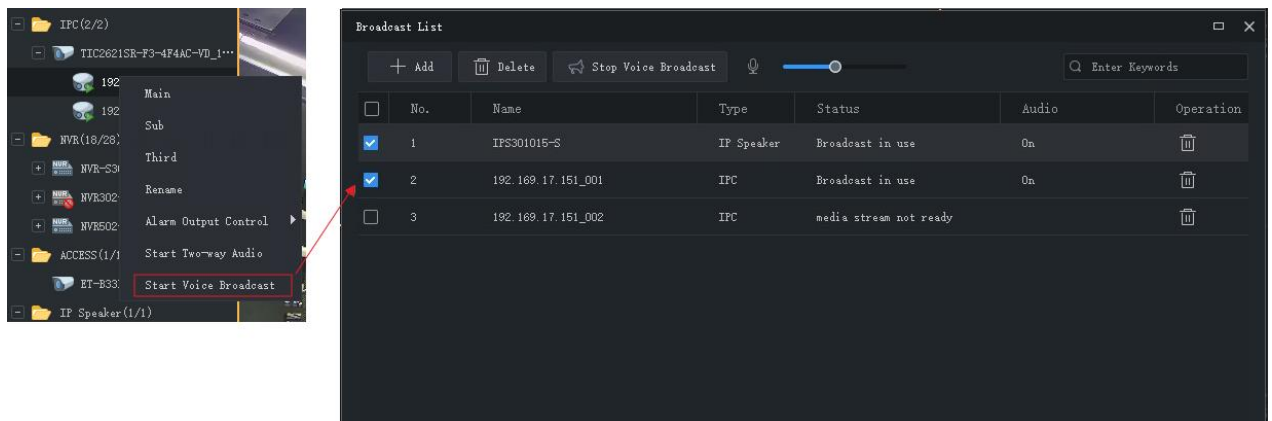 IPC(2/2)
TIC2621SR-F3-4F4AC-VD_1···
192
192
NVR(18/28)
NVR-S30
NVR302-
NVR502-
ACCESS(1/1
ET-B33
IP Speaker(1/1)
Main
Sub
Third
Rename
Alarm Output Control
Start Two-way Audio
Start Voice Broadcast
Broadcast List
Add Delete Stop Voice Broadcast Enter Keywords
No. Name Type Status Audio Operation
1 IPS301015-S IP Speaker Broadcast in use On
2 192.169.17.151_001 IPC Broadcast in use On
3 192.169.17.151_002 IPC media stream not ready